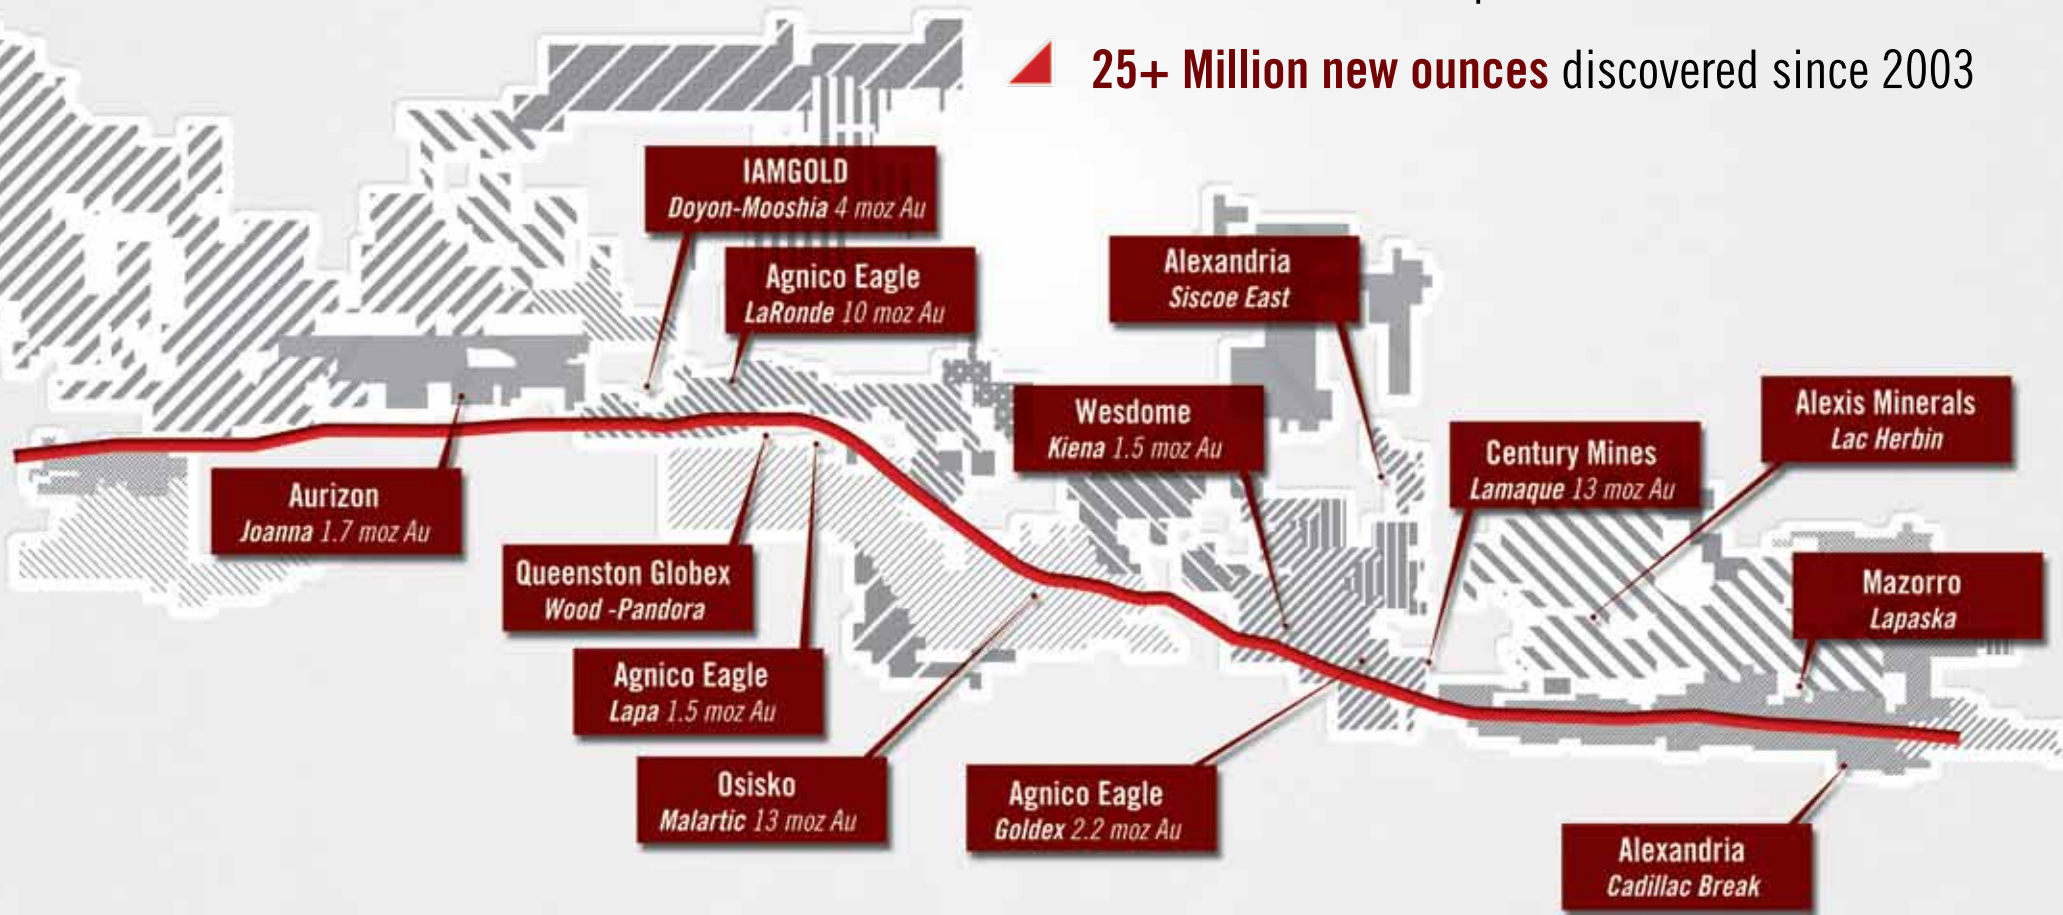 25+ Million new ounces discovered since 2003
IAMGOLD
Doyon-Mooshia 4 moz Au
Agnico Eagle
LaRonde 10 moz Au
Alexandria
Siscoe East
Wesdome
Kiena 1.5 moz Au
Century Mines
Lamaque 13 moz Au
Alexis Minerals
Lac Herbin
Aurizon
Joanna 1.7 moz Au
Queenston Globex
Wood -Pandora
Mazorro
Lapaska
Agnico Eagle
Lapa 1.5 moz Au
Osisko
Malartic 13 moz Au
Agnico Eagle
Goldex 2.2 moz Au
Alexandria
Cadillac Break